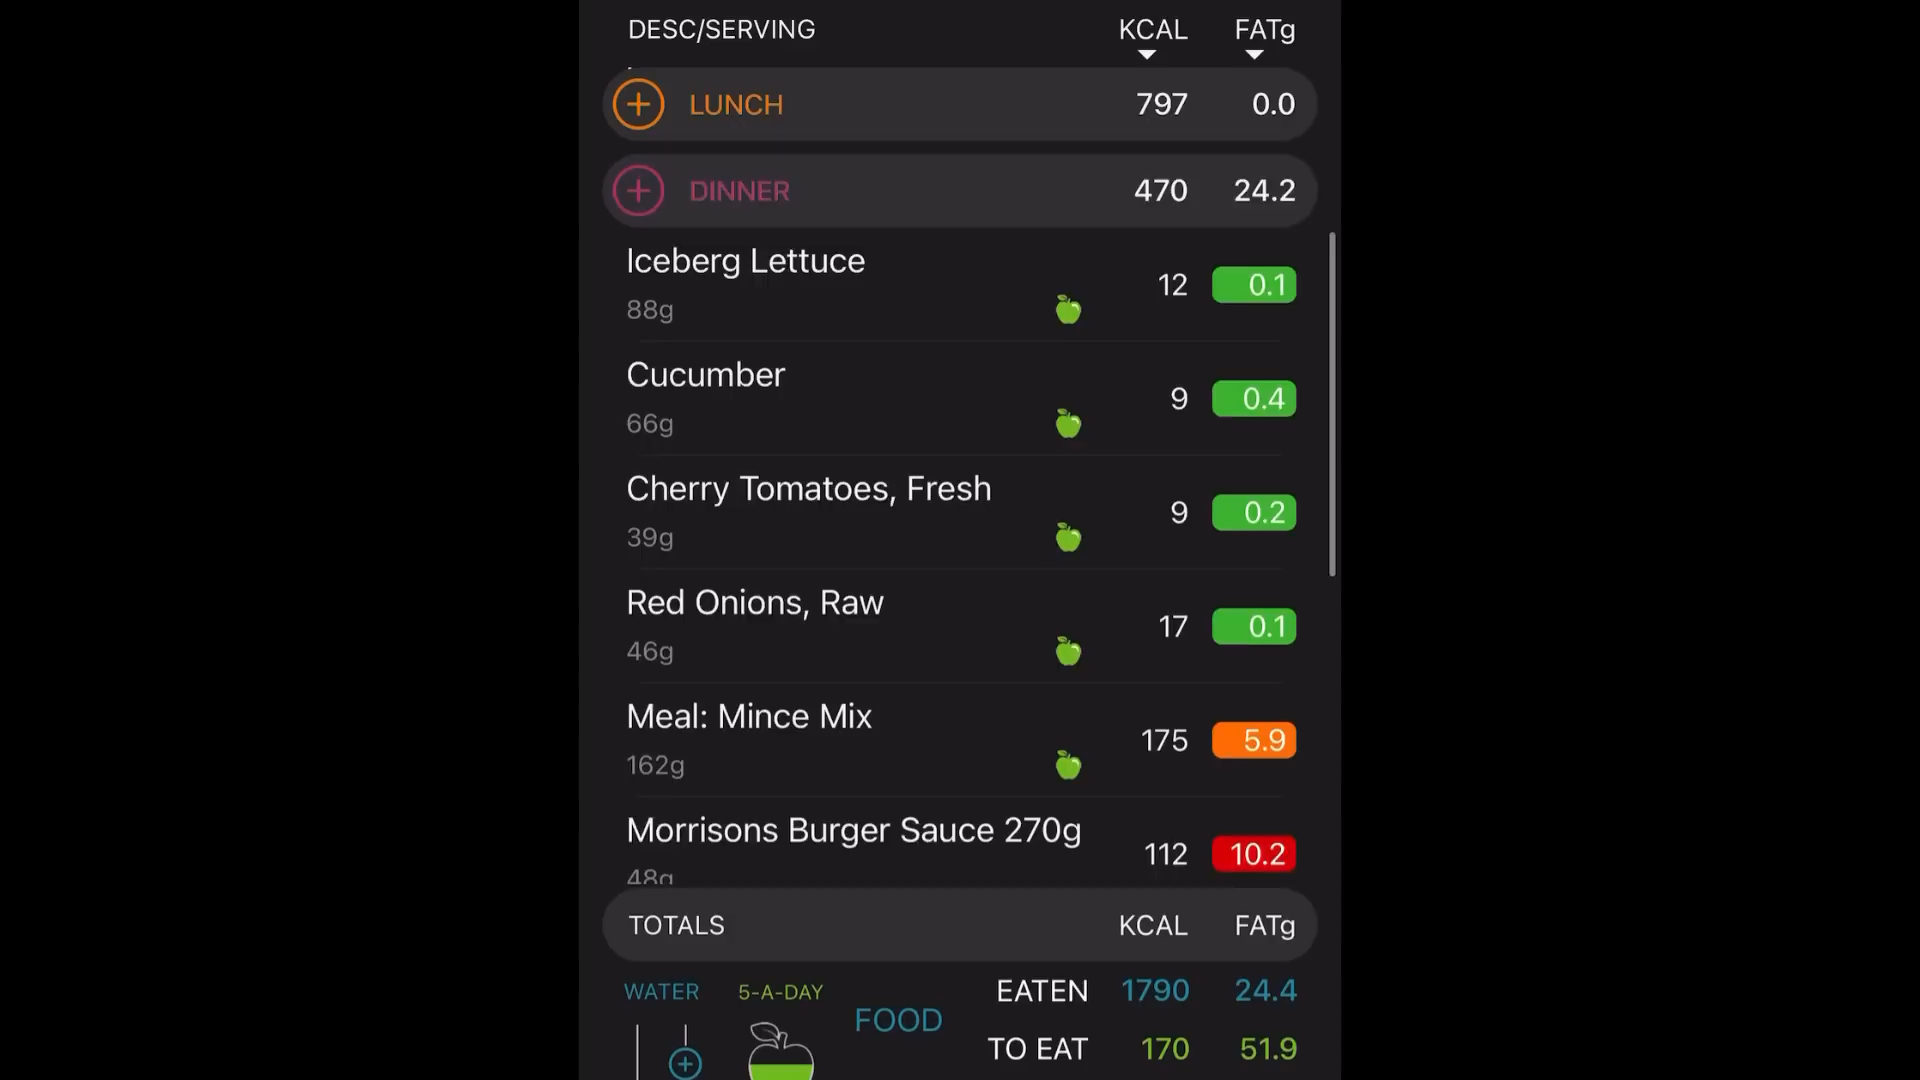 DESC/SERVING KCAL FATg
LUNCH 797 0.0
DINNER 470 24.2
Iceberg Lettuce
88g 12 0.1
Cucumber
66g 9 0.4
Cherry Tomatoes, Fresh
39g 9 0.2
Red Onions, Raw
46g 17 0.1
Meal: Mince Mix
162g 175 5.9
Morrisons Burger Sauce 270g
48g 112 10.2
TOTALS KCAL FATg
WATER 5-A-DAY FOOD EATEN 1790 24.4
TO EAT 170 51.9